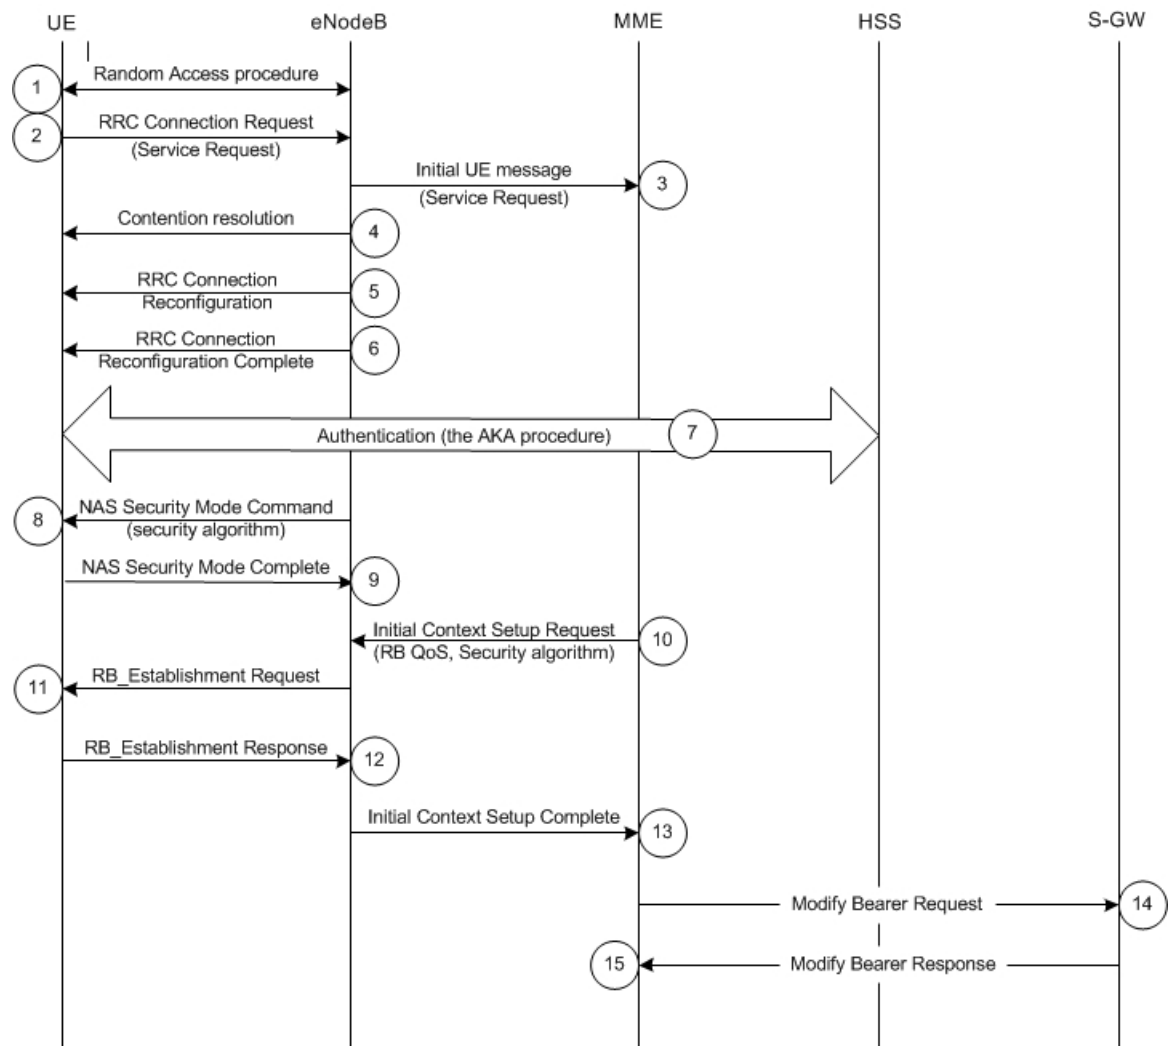 UE
eNodeB
MME
HSS
S-GW
1
Random Access procedure
2
RRC Connection Request
(Service Request)
Initial UE message
(Service Request)
3
Contention resolution
4
RRC Connection
Reconfiguration
5
RRC Connection
Reconfiguration Complete
6
Authentication (the AKA procedure)
7
8
NAS Security Mode Command
(security algorithm)
NAS Security Mode Complete
9
Initial Context Setup Request
(RB QoS, Security algorithm)
10
11
RB_Establishment Request
RB_Establishment Response
12
Initial Context Setup Complete
13
Modify Bearer Request
14
15
Modify Bearer Response